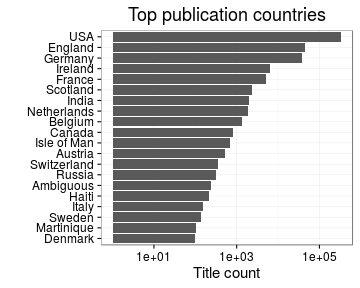 Top publication countries
USA
England
Germany
Ireland
France
Scotland
India
Netherlands
Belgium
Canada
Isle of Man
Austria
Switzerland
Russia
Ambiguous
Haiti
Italy
Sweden
Martinique
Denmark
1e+01 1e+03 1e+05
Title count